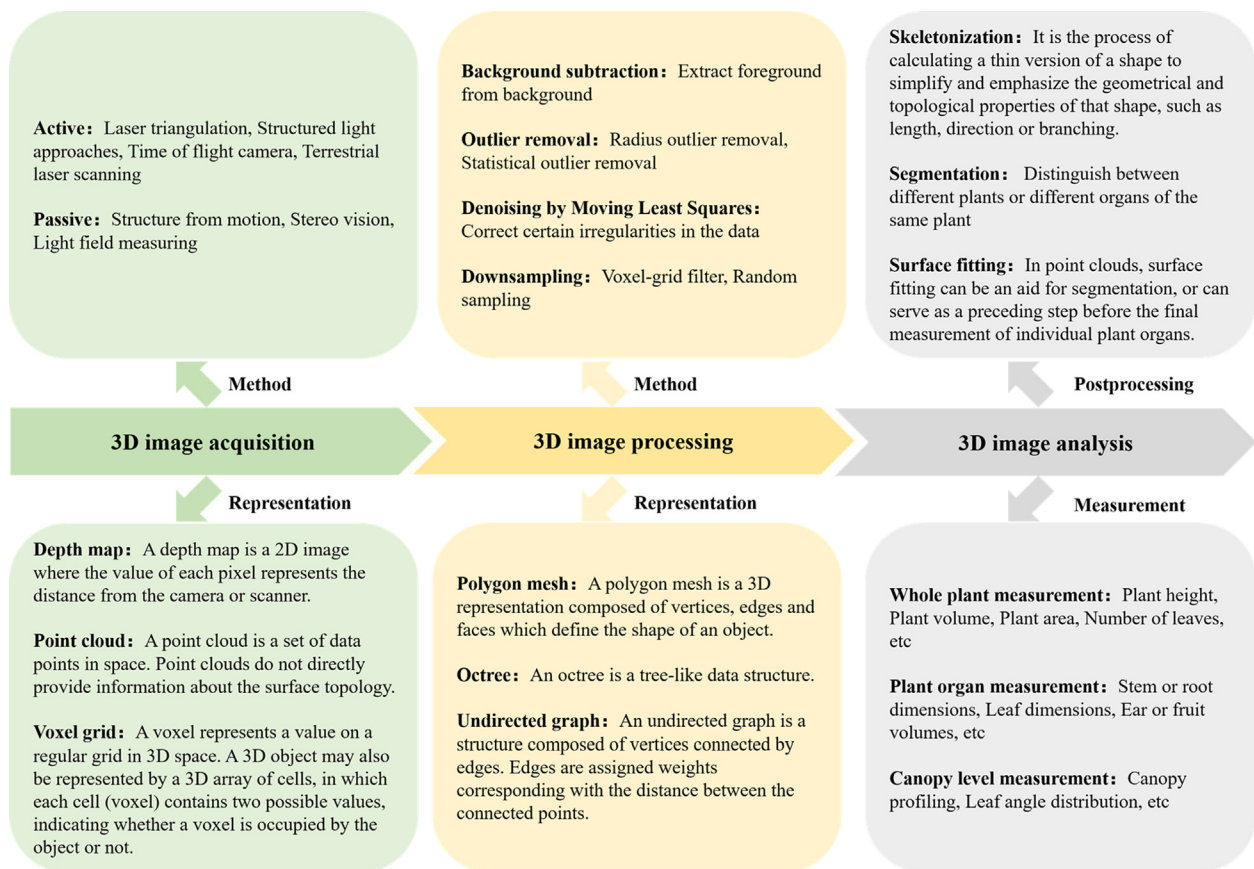 Active： Laser triangulation, Structured light
approaches, Time of flight camera, Terrestrial
laser scanning
Passive： Structure from motion, Stereo vision,
Light field measuring
Background subtraction： Extract foreground
from background
Outlier removal： Radius outlier removal,
Statistical outlier removal
Denoising by Moving Least Squares：
Correct certain irregularities in the data
Downsampling： Voxel-grid filter, Random
sampling
Skeletonization： It is the process of
calculating a thin version of a shape to
simplify and emphasize the geometrical and
topological properties of that shape, such as
length, direction or branching.
Segmentation： Distinguish between
different plants or different organs of the
same plant
Surface fitting： In point clouds, surface
fitting can be an aid for segmentation, or can
serve as a preceding step before the final
measurement of individual plant organs.
Method
Method
Postprocessing
3D image acquisition
3D image processing
3D image analysis
Representation
Representation
Measurement
Depth map： A depth map is a 2D image
where the value of each pixel represents the
distance from the camera or scanner.
Point cloud： A point cloud is a set of data
points in space. Point clouds do not directly
provide information about the surface topology.
Voxel grid： A voxel represents a value on a
regular grid in 3D space. A 3D object may also
be represented by a 3D array of cells, in which
each cell (voxel) contains two possible values,
indicating whether a voxel is occupied by the
object or not.
Polygon mesh： A polygon mesh is a 3D
representation composed of vertices, edges and
faces which define the shape of an object.
Octree： An octree is a tree-like data structure.
Undirected graph： An undirected graph is a
structure composed of vertices connected by
edges. Edges are assigned weights
corresponding with the distance between the
connected points.
Whole plant measurement： Plant height,
Plant volume, Plant area, Number of leaves,
etc
Plant organ measurement： Stem or root
dimensions, Leaf dimensions, Ear or fruit
volumes, etc
Canopy level measurement： Canopy
profiling, Leaf angle distribution, etc